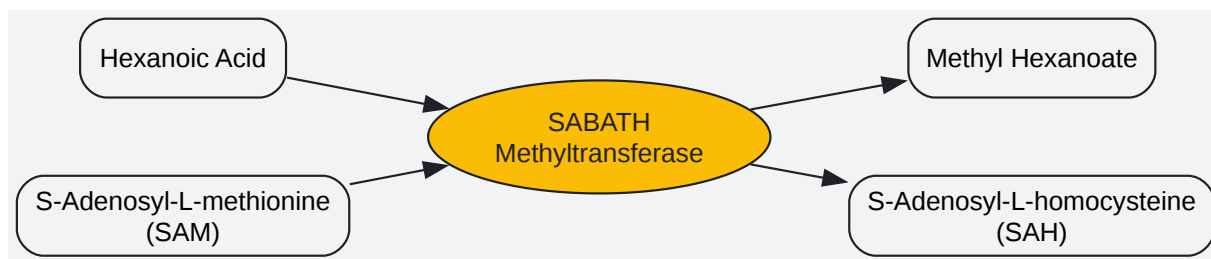 Hexanoic Acid
Methyl Hexanoate
SABATH
Methyltransferase
S-Adenosyl-L-methionine
(SAM)
S-Adenosyl-L-homocysteine
(SAH)